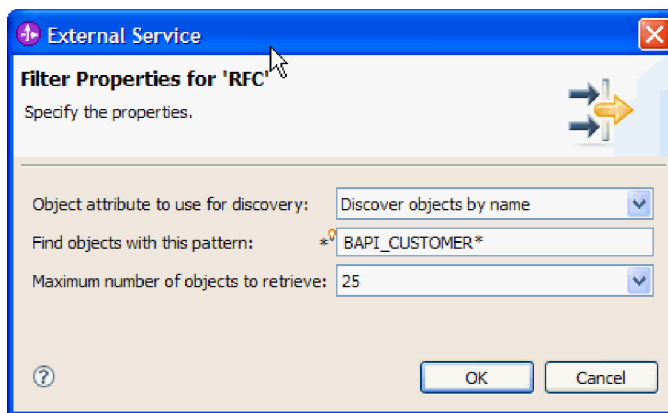 External Service
Filter Properties for 'RFC'
Specify the properties.
Object attribute to use for discovery: Discover objects by name
Find objects with this pattern: * BAPI_CUSTOMER*
Maximum number of objects to retrieve: 25
? OK Cancel